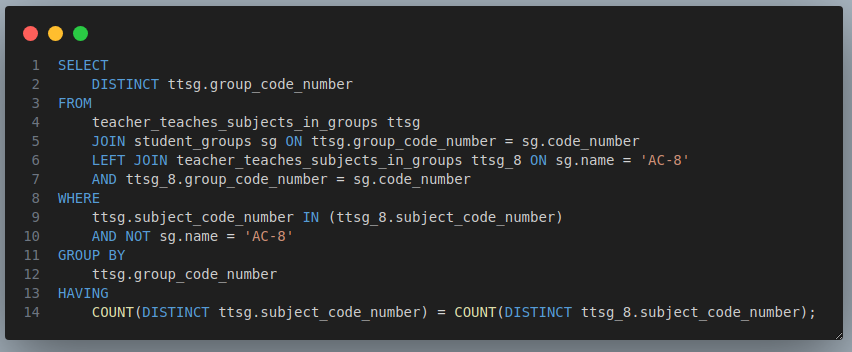 1 SELECT
2     DISTINCT ttsg.group_code_number
3 FROM
4     teacher_teaches_subjects_in_groups ttsg
5     JOIN student_groups sg ON ttsg.group_code_number = sg.code_number
6     LEFT JOIN teacher_teaches_subjects_in_groups ttsg_8 ON sg.name = 'AC-8'
7     AND ttsg_8.group_code_number = sg.code_number
8 WHERE
9     ttsg.subject_code_number IN (ttsg_8.subject_code_number)
10     AND NOT sg.name = 'AC-8'
11 GROUP BY
12     ttsg.group_code_number
13 HAVING
14     COUNT(DISTINCT ttsg.subject_code_number) = COUNT(DISTINCT ttsg_8.subject_code_number);